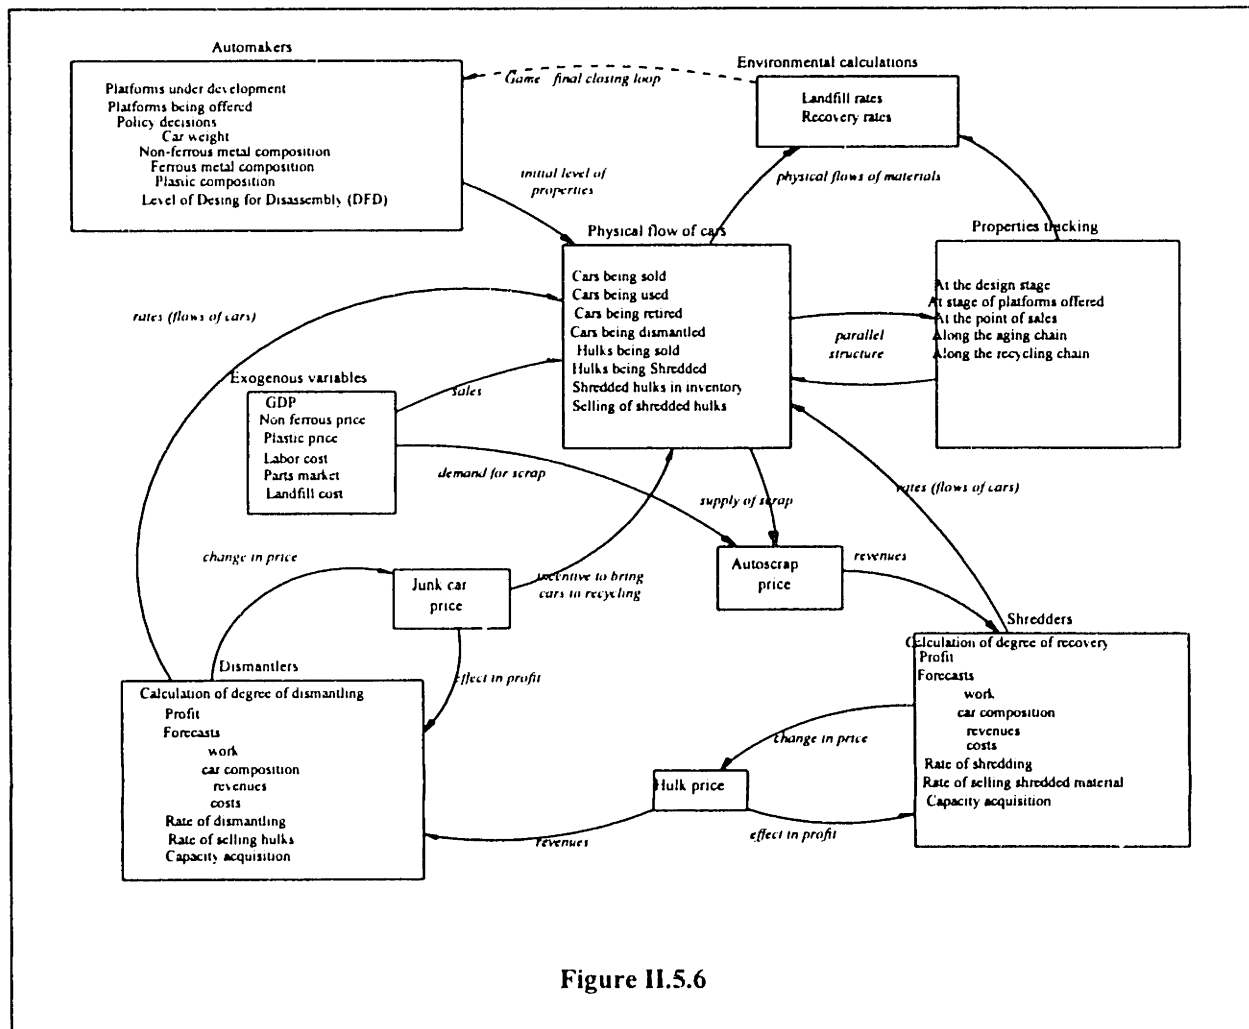 Automakers
Platforms under development
Platforms being offered
Policy decisions
Car weight
Non-ferrous metal composition
Ferrous metal composition
Plastic composition
Level of Desing for Disassembly (DFD)
Game final closing loop
Environmental calculations
Landfill rates
Recovery rates
initial level of
properties
physical flows of materials
Physical flow of cars
Cars being sold
Cars being used
Cars being retired
Cars being dismantled
Hulks being sold
Hulks being Shredded
Shredded hulks in inventory
Selling of shredded hulks
Properties tracking
At the design stage
At stage of platforms offered
At the point of sales
Along the aging chain
Along the recycling chain
parallel
structure
rates (flows of cars)
Exogenous variables
GDP
Non ferrous price
Plastic price
Labor cost
Parts market
Landfill cost
sales
demand for scrap
supply of scrap
rates (flows of cars)
change in price
Junk car
price
incentive to bring
cars to recycling
Autoscrap
price
revenues
Dismantlers
Calculation of degree of dismantling
Profit
Forecasts
work
car composition
revenues
costs
Rate of dismantling
Rate of selling hulks
Capacity acquisition
effect in profit
Shredders
Calculation of degree of recovery
Profit
Forecasts
work
car composition
revenues
costs
Rate of shredding
Rate of selling shredded material
Capacity acquisition
change in price
Hulk price
revenues
effect in profit
Figure II.5.6